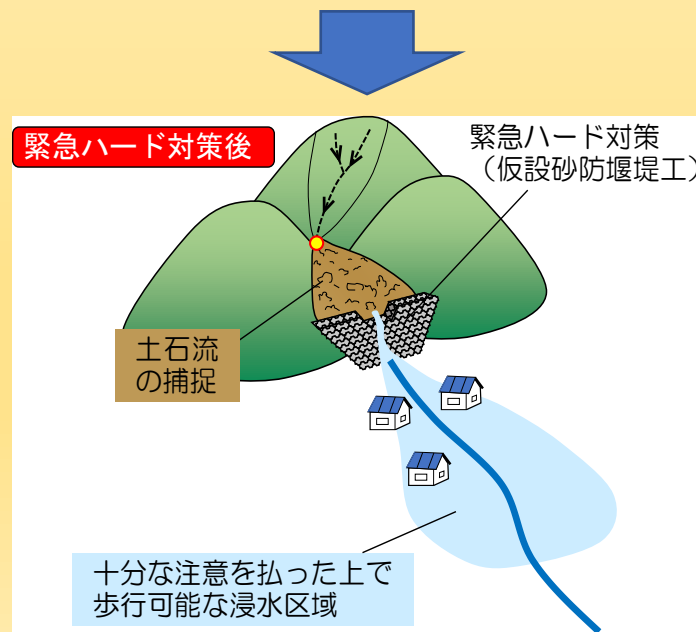 緊急ハード対策後
緊急ハード対策
（仮設砂防堰堤工）
土石流
の捕捉
十分な注意を払った上で
歩行可能な浸水区域